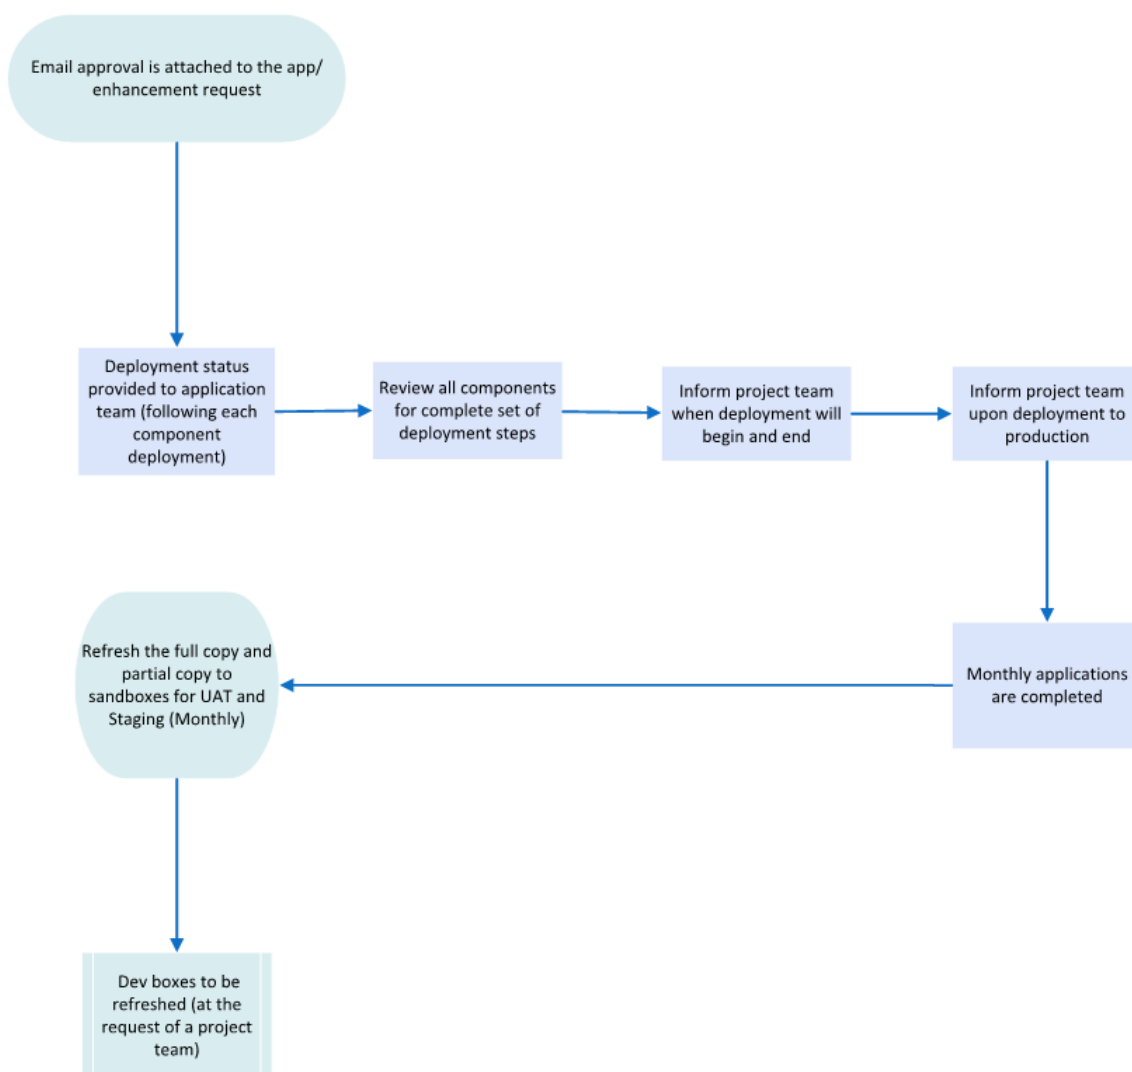 Email approval is attached to the app/
enhancement request
Deployment status
provided to application
team (following each
component
deployment)
Review all components
for complete set of
deployment steps
Inform project team
when deployment will
begin and end
Inform project team
upon deployment to
production
Monthly applications
are completed
Refresh the full copy and
partial copy to
sandboxes for UAT and
Staging (Monthly)
Dev boxes to be
refreshed (at the
request of a project
team)